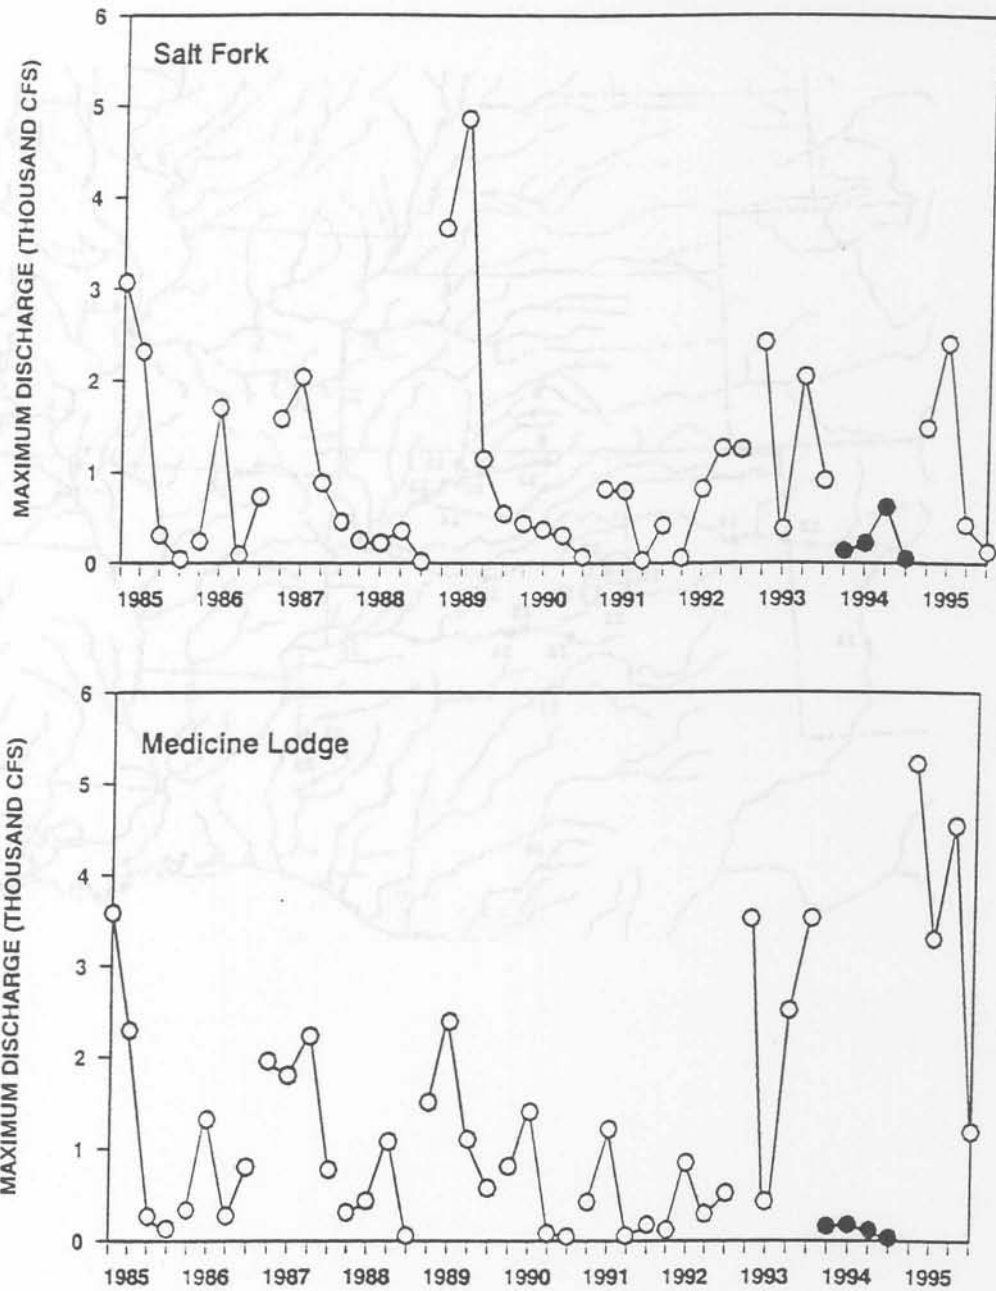 Salt Fork
MAXIMUM DISCHARGE (THOUSAND CFS)
6
5
4
3
2
1
0
1985 1986 1987 1988 1989 1990 1991 1992 1993 1994 1995
Medicine Lodge
MAXIMUM DISCHARGE (THOUSAND CFS)
6
5
4
3
2
1
0
1985 1986 1987 1988 1989 1990 1991 1992 1993 1994 1995